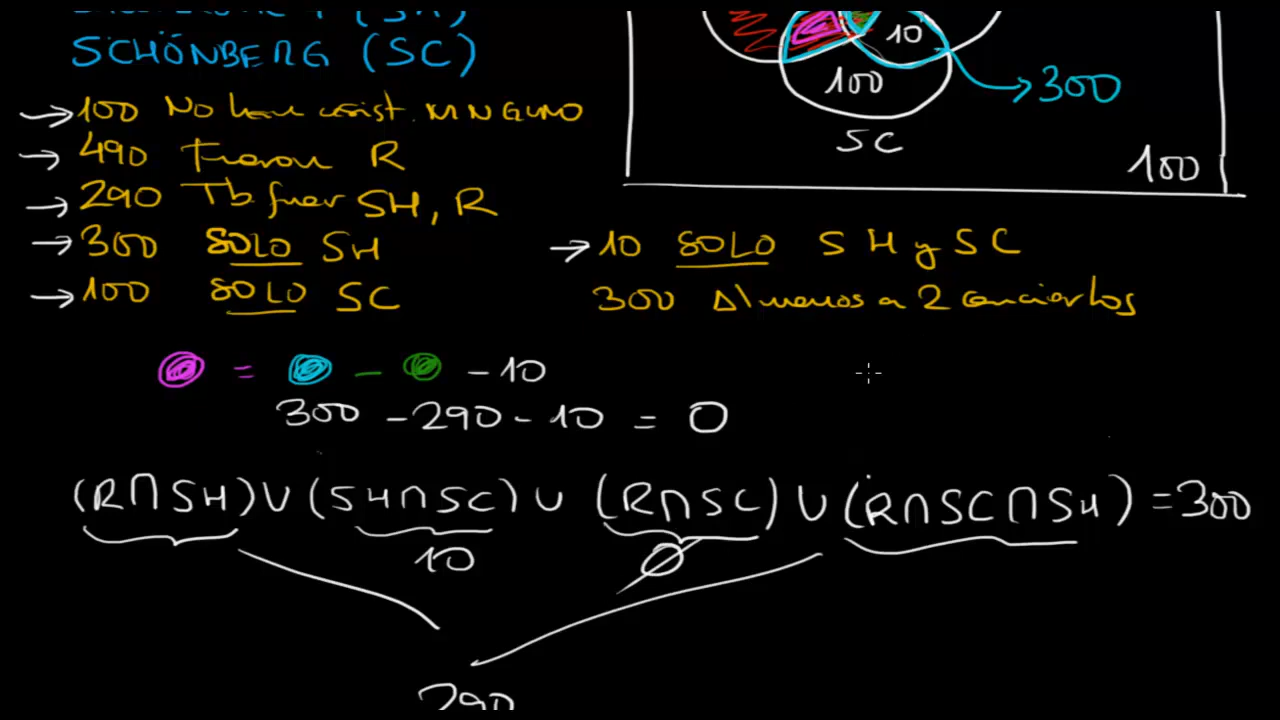 SCHÖNBERG (SC)
→ 100 No han asist. NINGUNO
→ 490 Fueron R
→ 290 Tb fuer SH, R
→ 300 SOLO SH
→ 100 SOLO SC
10
100
→ 300
SC
100
→ 10 SOLO SH y SC
300 Al menos a 2 conciertos
= - - 10
300 - 290 - 10 = 0
(R∩SH)∪(SH∩SC)∪(R∩SC)∪(R∩SC∩SH) = 300
10
∅
290